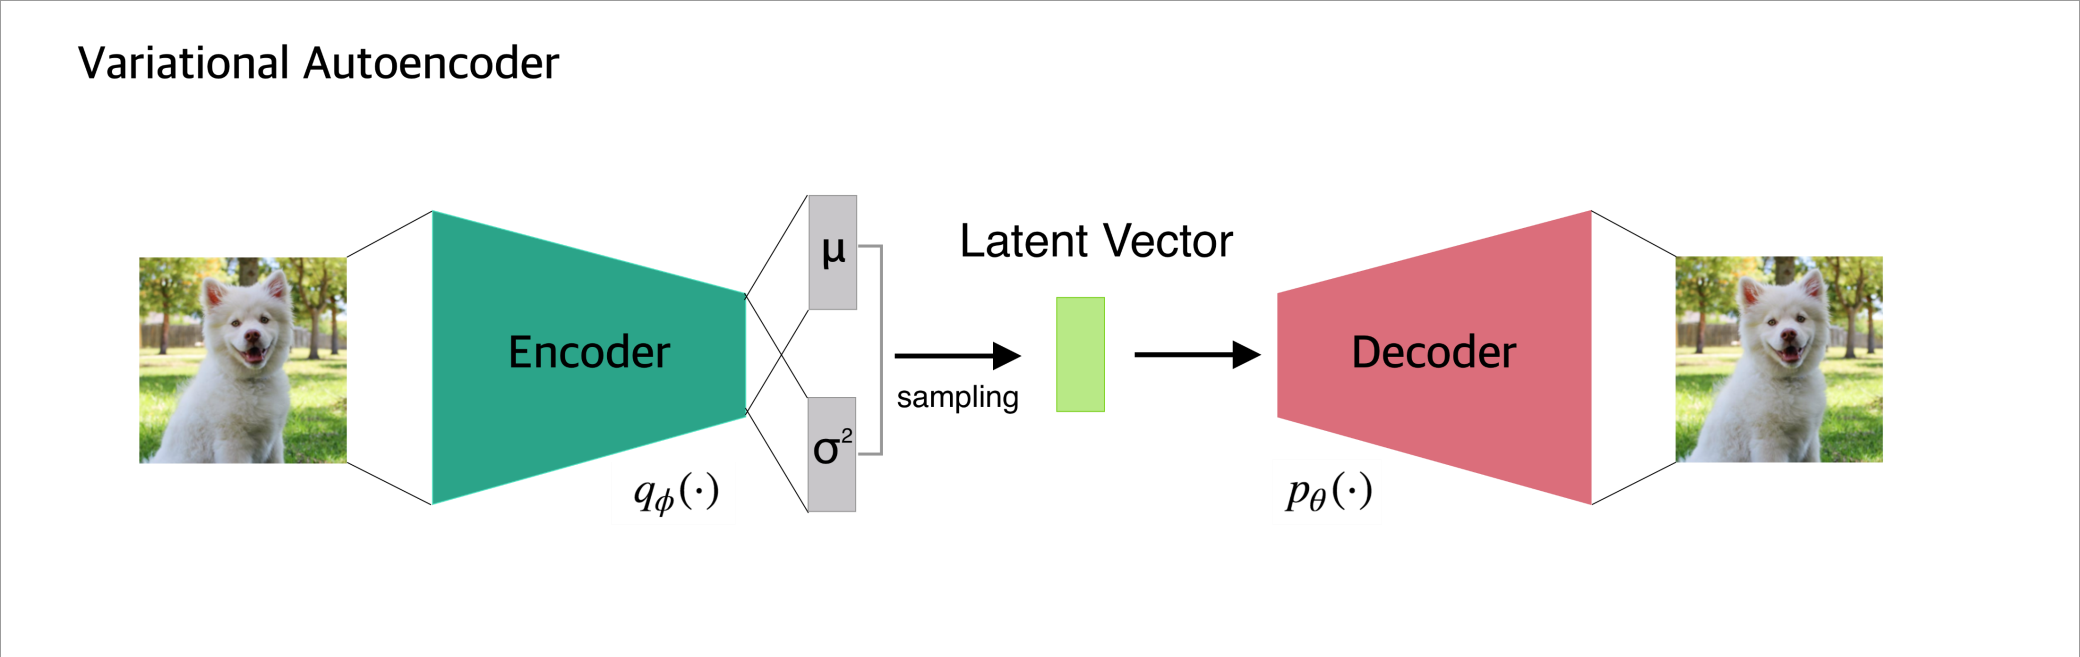 Variational Autoencoder
Encoder
μ
σ²
qϕ(·)
sampling
Latent Vector
Decoder
pθ(·)